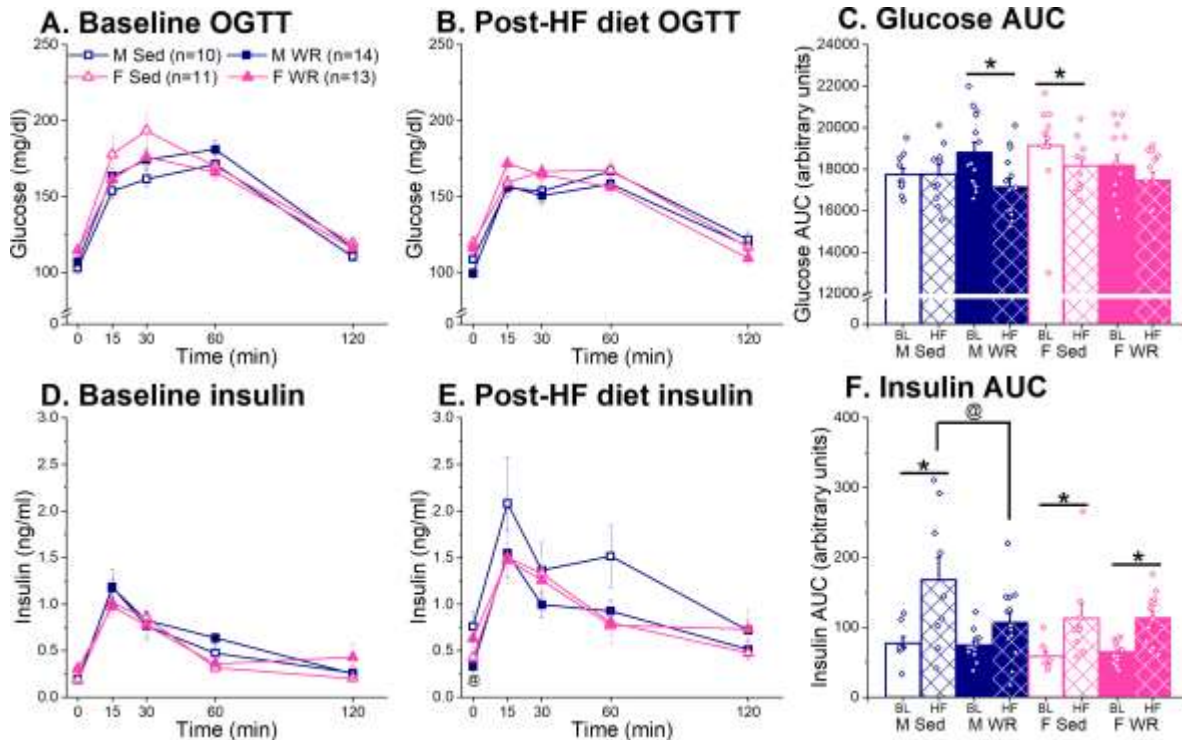 A. Baseline OGTT
250
200
150
100
0
Glucose (mg/dl)
M Sed (n=10) M WR (n=14)
F Sed (n=11) F WR (n=13)
0 15 30 60 120
Time (min)
B. Post-HF diet OGTT
250
200
150
100
0
Glucose (mg/dl)
0 15 30 60 120
Time (min)
C. Glucose AUC
24000
22000
20000
18000
16000
14000
12000
0
Glucose AUC (arbitrary units)
* *
BL HF BL HF BL HF BL HF
M Sed M WR F Sed F WR
D. Baseline insulin
3.0
2.5
2.0
1.5
1.0
0.5
0.0
Insulin (ng/ml)
0 15 30 60 120
Time (min)
E. Post-HF diet insulin
3.0
2.5
2.0
1.5
1.0
0.5
0.0
Insulin (ng/ml)
@
0 15 30 60 120
Time (min)
F. Insulin AUC
400
300
200
100
0
Insulin AUC (arbitrary units)
@
* * *
BL HF BL HF BL HF BL HF
M Sed M WR F Sed F WR